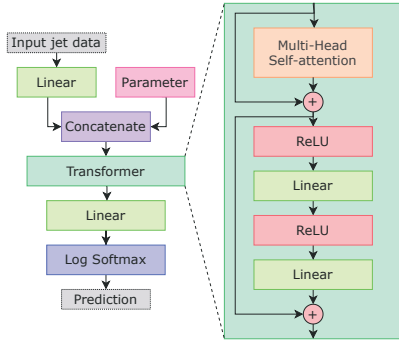 Input jet data
Linear
Parameter
Concatenate
Transformer
Linear
Log Softmax
Prediction
Multi-Head
Self-attention
+
ReLU
Linear
ReLU
Linear
+